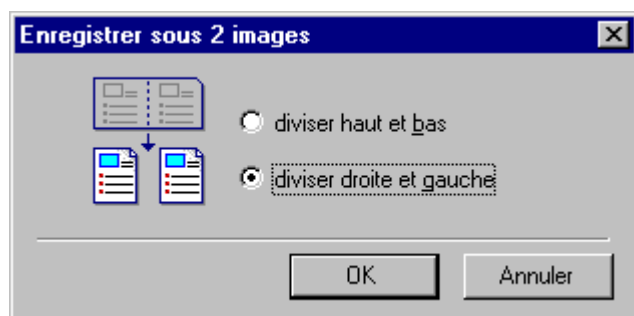 Enregistrer sous 2 images
diviser haut et bas
diviser droite et gauche
OK
Annuler